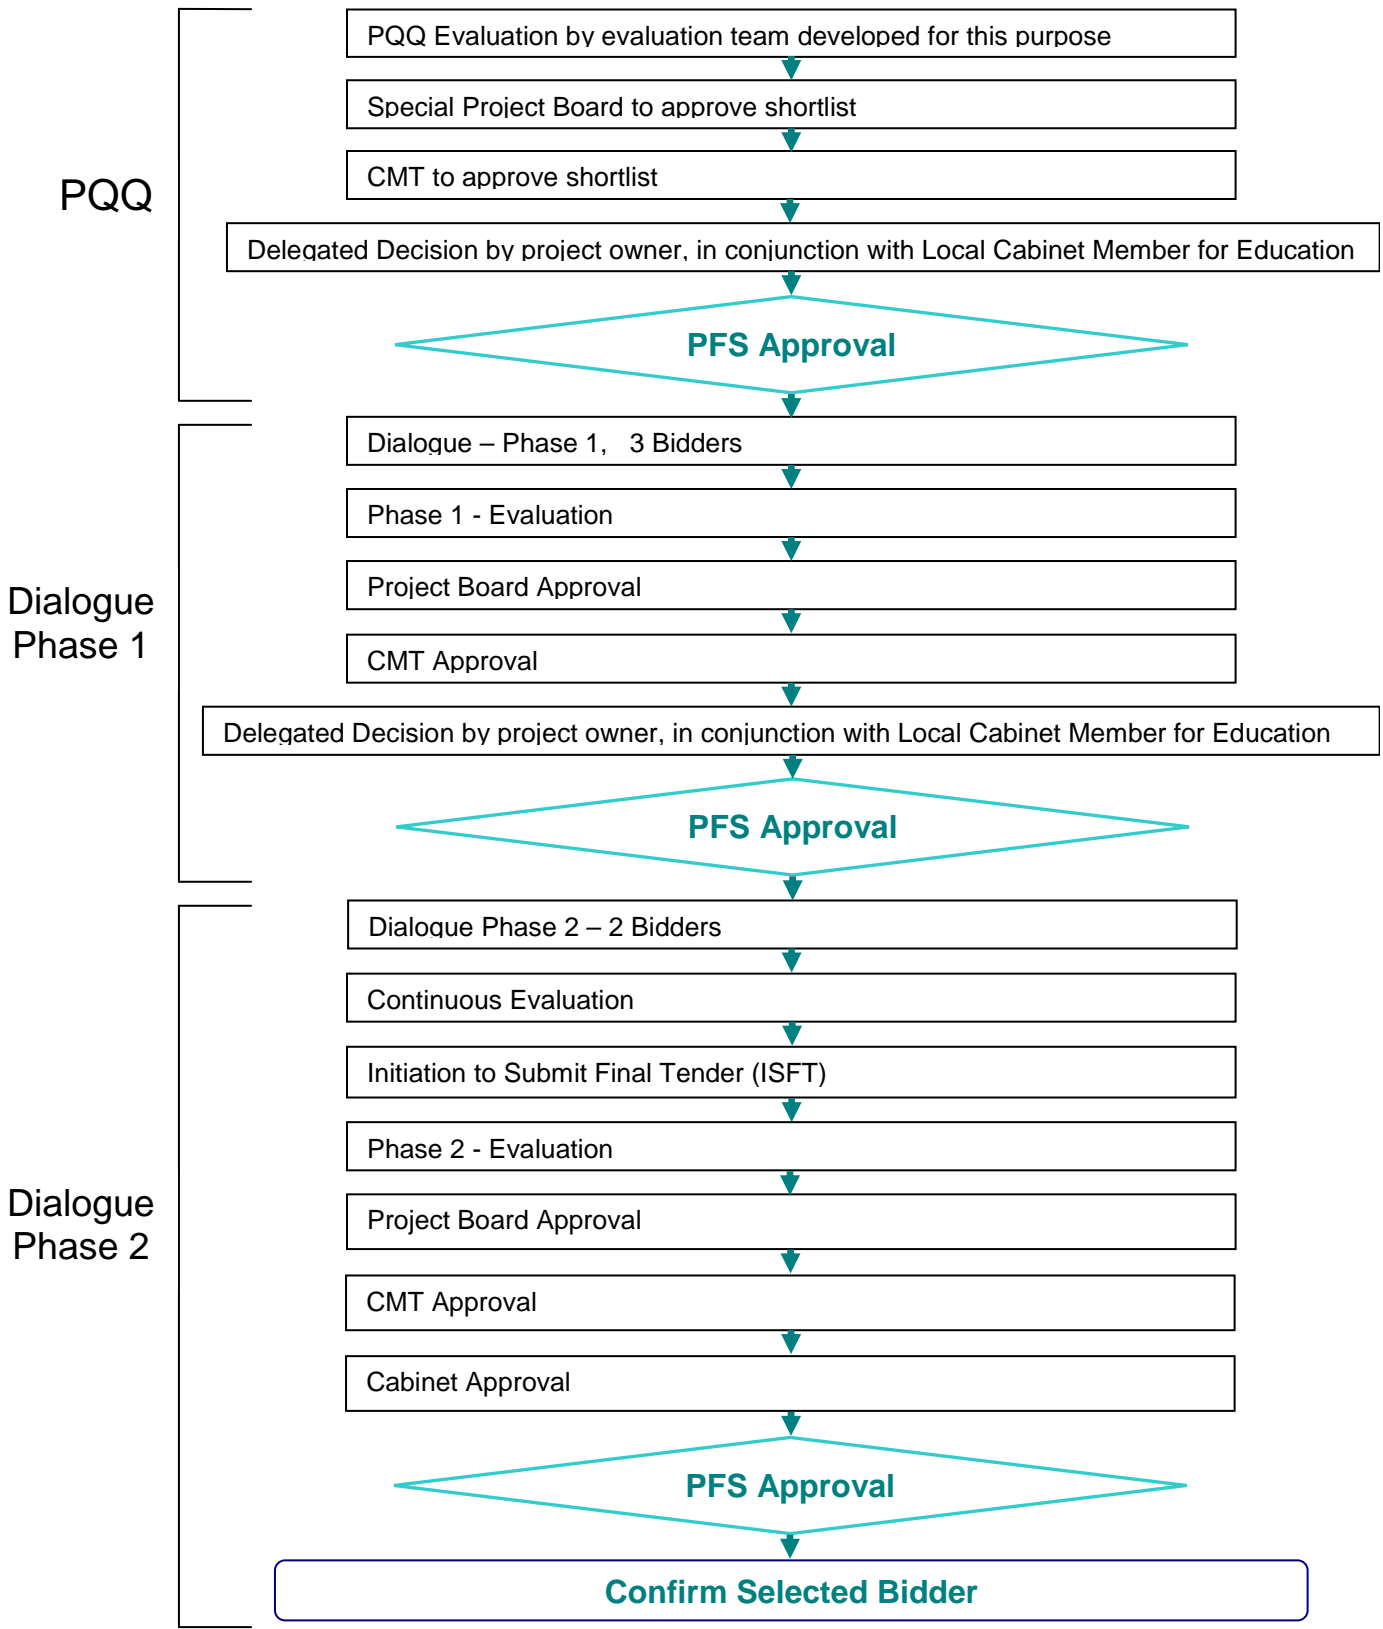 PQQ Evaluation by evaluation team developed for this purpose
Special Project Board to approve shortlist
CMT to approve shortlist
PQQ
Delegated Decision by project owner, in conjunction with Local Cabinet Member for Education
PFS Approval
Dialogue – Phase 1,   3 Bidders
Phase 1 - Evaluation
Project Board Approval
Dialogue
Phase 1
CMT Approval
Delegated Decision by project owner, in conjunction with Local Cabinet Member for Education
PFS Approval
Dialogue Phase 2 – 2 Bidders
Continuous Evaluation
Initiation to Submit Final Tender (ISFT)
Phase 2 - Evaluation
Project Board Approval
Dialogue
Phase 2
CMT Approval
Cabinet Approval
PFS Approval
Confirm Selected Bidder